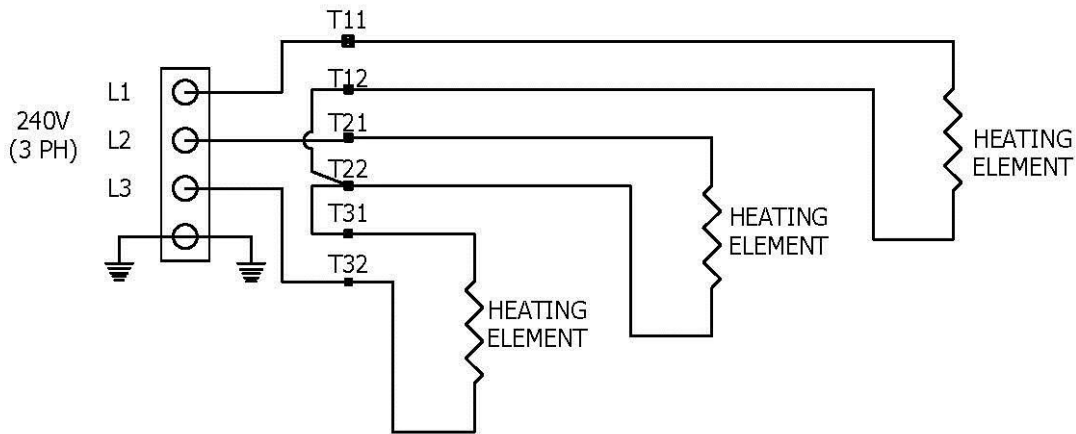 T11
L1
T12
240V
(3 PH)
L2
T21
HEATING
ELEMENT
L3
T22
T31
HEATING
ELEMENT
T32
HEATING
ELEMENT